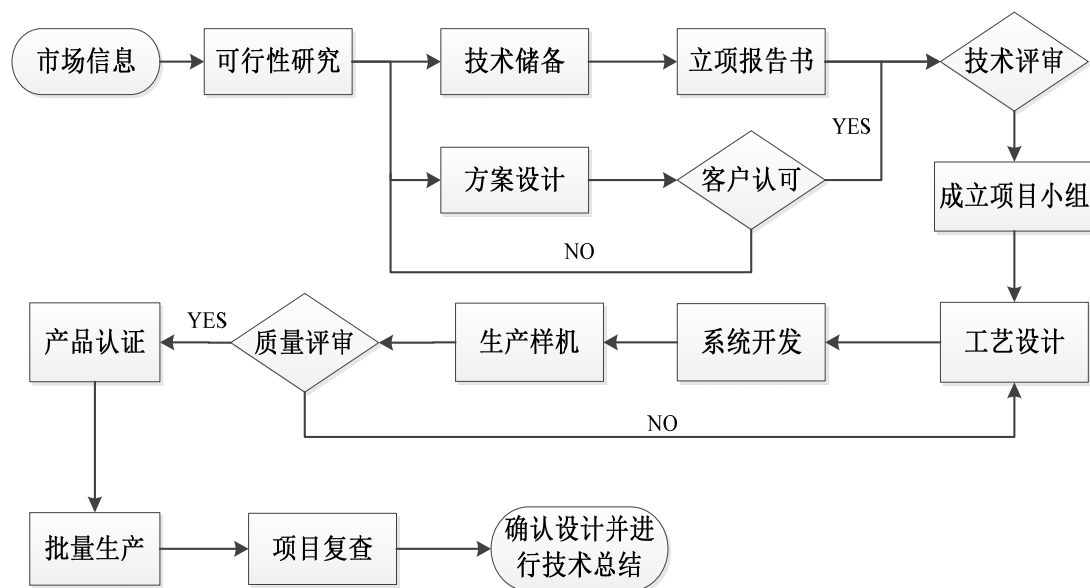 市场信息
可行性研究
技术储备
立项报告书
技术评审
YES
方案设计
客户认可
成立项目小组
NO
产品认证
YES
质量评审
生产样机
系统开发
工艺设计
NO
批量生产
项目复查
确认设计并进
行技术总结